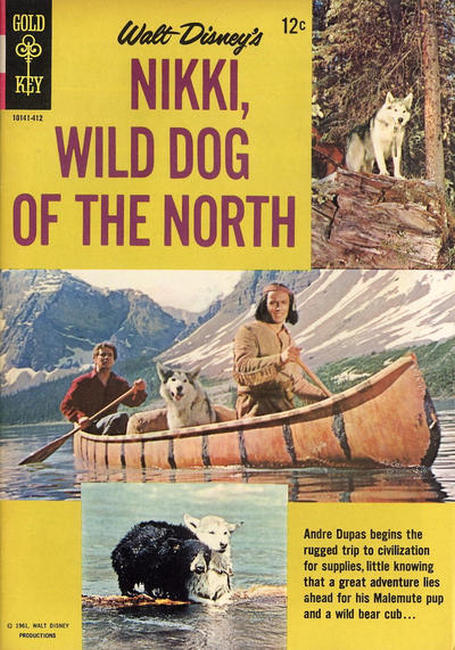 GOLD
KEY
10141-412
Walt Disney's
12c
NIKKI,
WILD DOG
OF THE NORTH
Andre Dupas begins the
rugged trip to civilization
for supplies, little knowing
that a great adventure lies
ahead for his Malemute pup
and a wild bear cub...
© 1961, WALT DISNEY
PRODUCTIONS